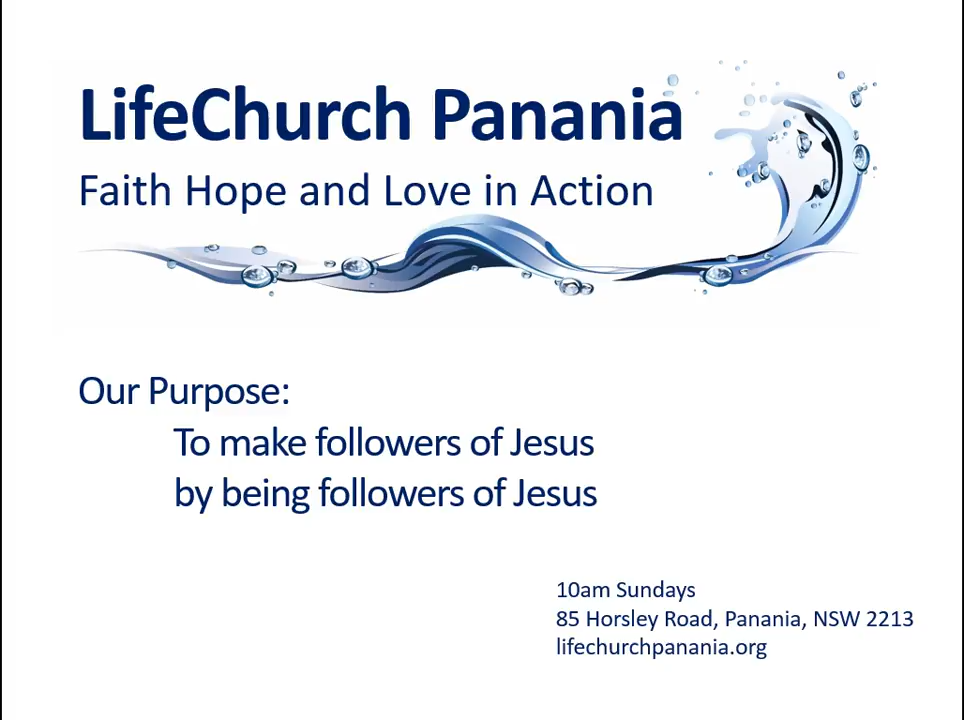 LifeChurch Panania
Faith Hope and Love in Action
Our Purpose:
To make followers of Jesus
by being followers of Jesus
10am Sundays
85 Horsley Road, Panania, NSW 2213
lifechurchpanania.org